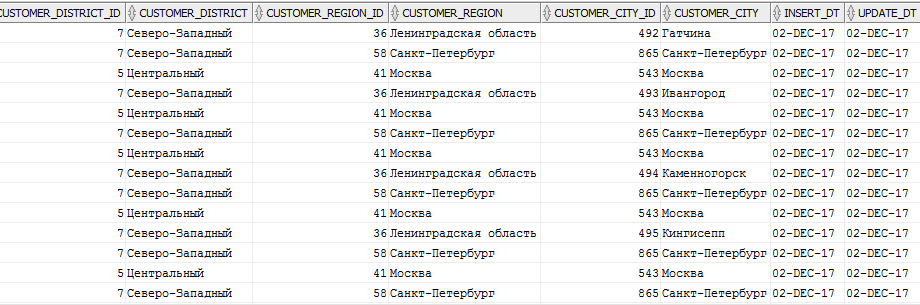 CUSTOMER_DISTRICT_ID CUSTOMER_DISTRICT CUSTOMER_REGION_ID CUSTOMER_REGION CUSTOMER_CITY_ID CUSTOMER_CITY INSERT_DT UPDATE_DT
7 Северо-Западный 36 Ленинградская область 492 Гатчина 02-DEC-17 02-DEC-17
7 Северо-Западный 58 Санкт-Петербург 865 Санкт-Петербург 02-DEC-17 02-DEC-17
5 Центральный 41 Москва 543 Москва 02-DEC-17 02-DEC-17
7 Северо-Западный 36 Ленинградская область 493 Ивангород 02-DEC-17 02-DEC-17
5 Центральный 41 Москва 543 Москва 02-DEC-17 02-DEC-17
7 Северо-Западный 58 Санкт-Петербург 865 Санкт-Петербург 02-DEC-17 02-DEC-17
5 Центральный 41 Москва 543 Москва 02-DEC-17 02-DEC-17
7 Северо-Западный 36 Ленинградская область 494 Каменногорск 02-DEC-17 02-DEC-17
7 Северо-Западный 58 Санкт-Петербург 865 Санкт-Петербург 02-DEC-17 02-DEC-17
5 Центральный 41 Москва 543 Москва 02-DEC-17 02-DEC-17
7 Северо-Западный 36 Ленинградская область 495 Кингисепп 02-DEC-17 02-DEC-17
7 Северо-Западный 58 Санкт-Петербург 865 Санкт-Петербург 02-DEC-17 02-DEC-17
5 Центральный 41 Москва 543 Москва 02-DEC-17 02-DEC-17
7 Северо-Западный 58 Санкт-Петербург 865 Санкт-Петербург 02-DEC-17 02-DEC-17